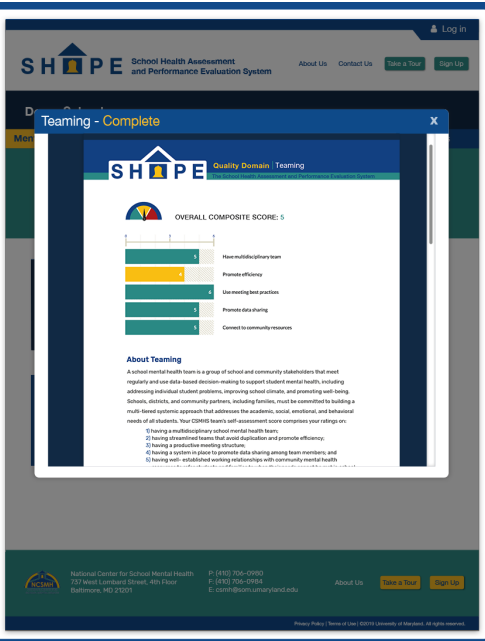 Log in
SHAPE School Health Assessment
and Performance Evaluation System
About Us Contact Us Take a Tour Sign Up
Teaming - Complete X
Men
SHAPE Quality Domain | Teaming
The School Health Assessment and Performance Evaluation System
OVERALL COMPOSITE SCORE: 5
5 Have multidisciplinary team
4 Promote efficiency
6 Use meeting best practices
5 Promote data sharing
5 Connect to community resources
About Teaming
A school mental health team is a group of school and community stakeholders that meet
regularly and use data-based decision-making to support student mental health, including
addressing individual student problems, improving school climate, and promoting well-being.
Schools, districts, and community partners, including families, must be committed to building a
multi-tiered systemic approach that addresses the academic, social, emotional, and behavioral
needs of all students. Your CSMHS team's self-assessment score comprises your ratings on:
1) having a multidisciplinary school mental health team;
2) having streamlined teams that avoid duplication and promote efficiency;
3) having a productive meeting structure;
4) having a system in place to promote data sharing among team members; and
5) having well- established working relationships with community mental health
NCSMH
National Center for School Mental Health
737 West Lombard Street, 4th Floor
Baltimore, MD 21201
P: (410) 706-0980
F: (410) 706-0984
E: csmh@som.umaryland.edu
About Us Take a Tour Sign Up
Privacy Policy | Terms of Use | ©2019 University of Maryland. All rights reserved.